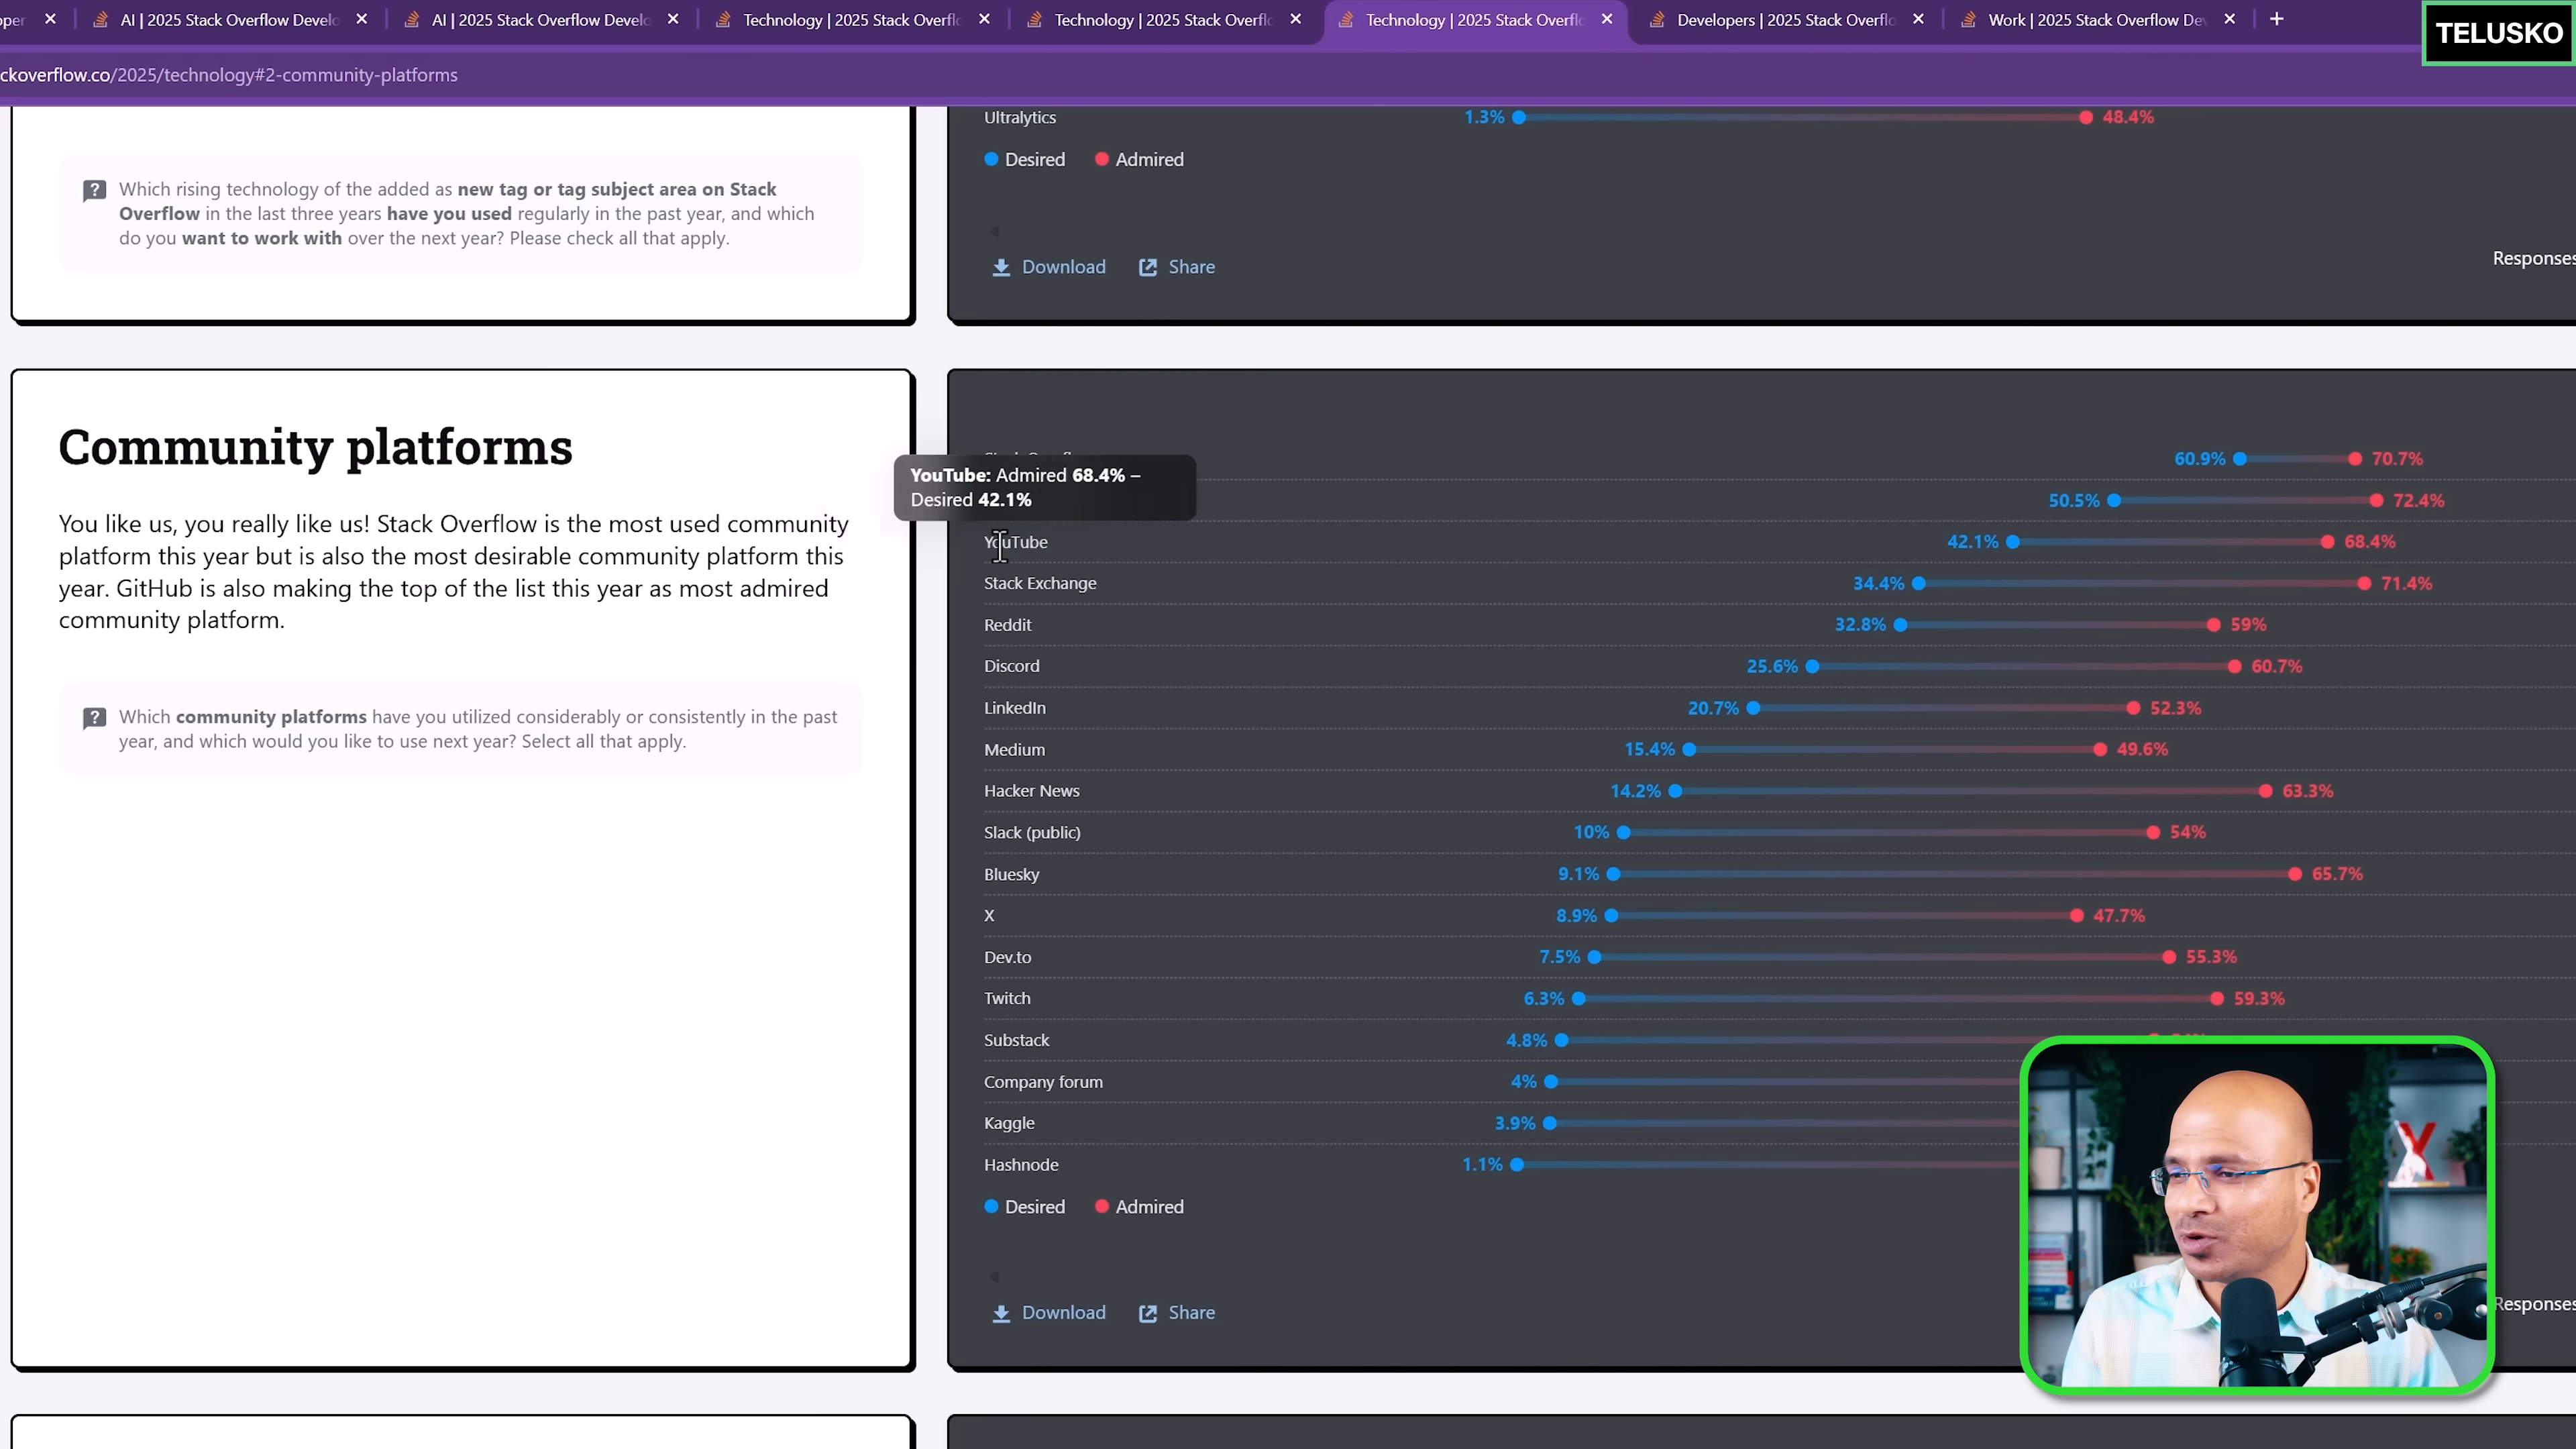 AI | 2025 Stack Overflow Develo
AI | 2025 Stack Overflow Develo
Technology | 2025 Stack Overfl
Technology | 2025 Stack Overfl
Technology | 2025 Stack Overfl
Developers | 2025 Stack Overflo
Work | 2025 Stack Overflow De
TELUSKO
ckoverflow.co/2025/technology#2-community-platforms
Which rising technology of the added as new tag or tag subject area on Stack
Overflow in the last three years have you used regularly in the past year, and which
do you want to work with over the next year? Please check all that apply.
Ultralytics 1.3% 48.4%
Desired Admired
Download Share
Responses
Community platforms
You like us, you really like us! Stack Overflow is the most used community
platform this year but is also the most desirable community platform this
year. GitHub is also making the top of the list this year as most admired
community platform.
Which community platforms have you utilized considerably or consistently in the past
year, and which would you like to use next year? Select all that apply.
60.9% 70.7%
YouTube: Admired 68.4% –
Desired 42.1%
50.5% 72.4%
YouTube 42.1% 68.4%
Stack Exchange 34.4% 71.4%
Reddit 32.8% 59%
Discord 25.6% 60.7%
LinkedIn 20.7% 52.3%
Medium 15.4% 49.6%
Hacker News 14.2% 63.3%
Slack (public) 10% 54%
Bluesky 9.1% 65.7%
X 8.9% 47.7%
Dev.to 7.5% 55.3%
Twitch 6.3% 59.3%
Substack 4.8%
Company forum 4%
Kaggle 3.9%
Hashnode 1.1%
Desired Admired
Download Share
Responses